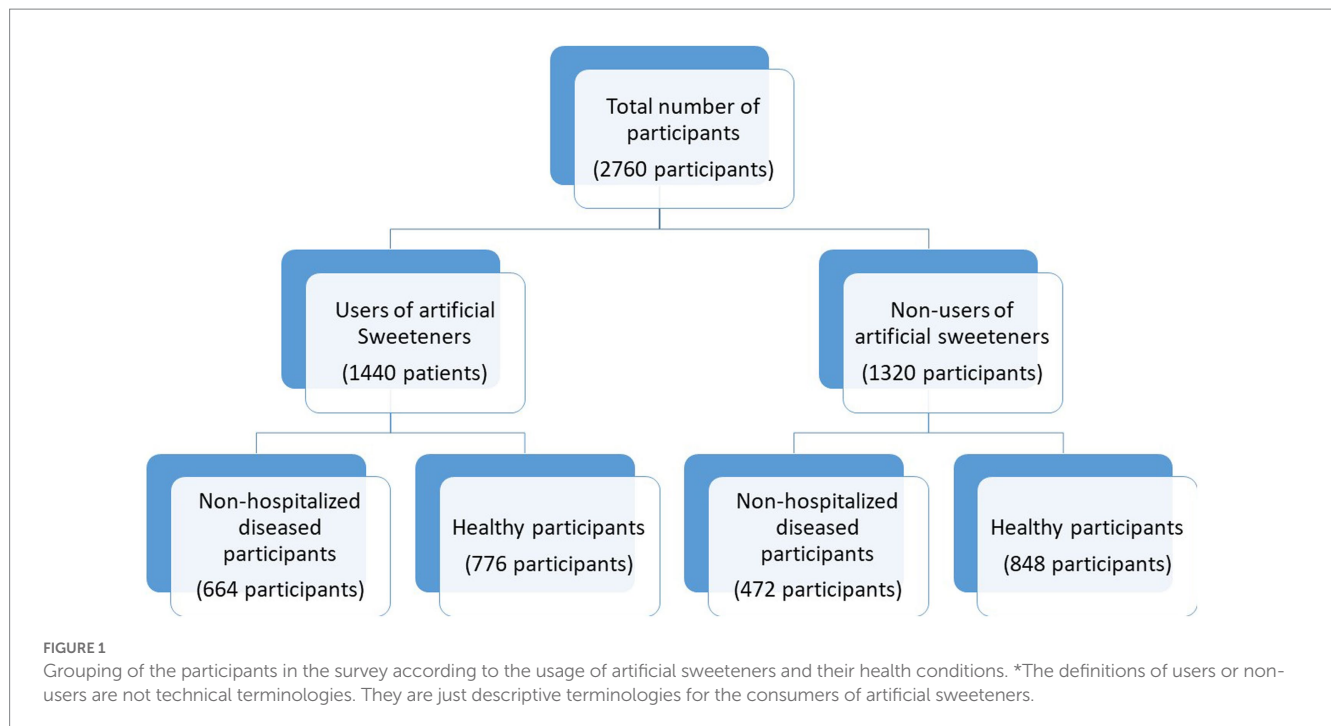 Total number of
participants
(2760 participants)
Users of artificial
Sweeteners
(1440 patients)
Non-users of
artificial sweeteners
(1320 participants)
Non-hospitalized
diseased
participants
(664 participants)
Healthy participants
(776 participants)
Non-hospitalized
diseased
participants
(472 participants)
Healthy participants
(848 participants)
FIGURE 1
Grouping of the participants in the survey according to the usage of artificial sweeteners and their health conditions. *The definitions of users or non-
users are not technical terminologies. They are just descriptive terminologies for the consumers of artificial sweeteners.